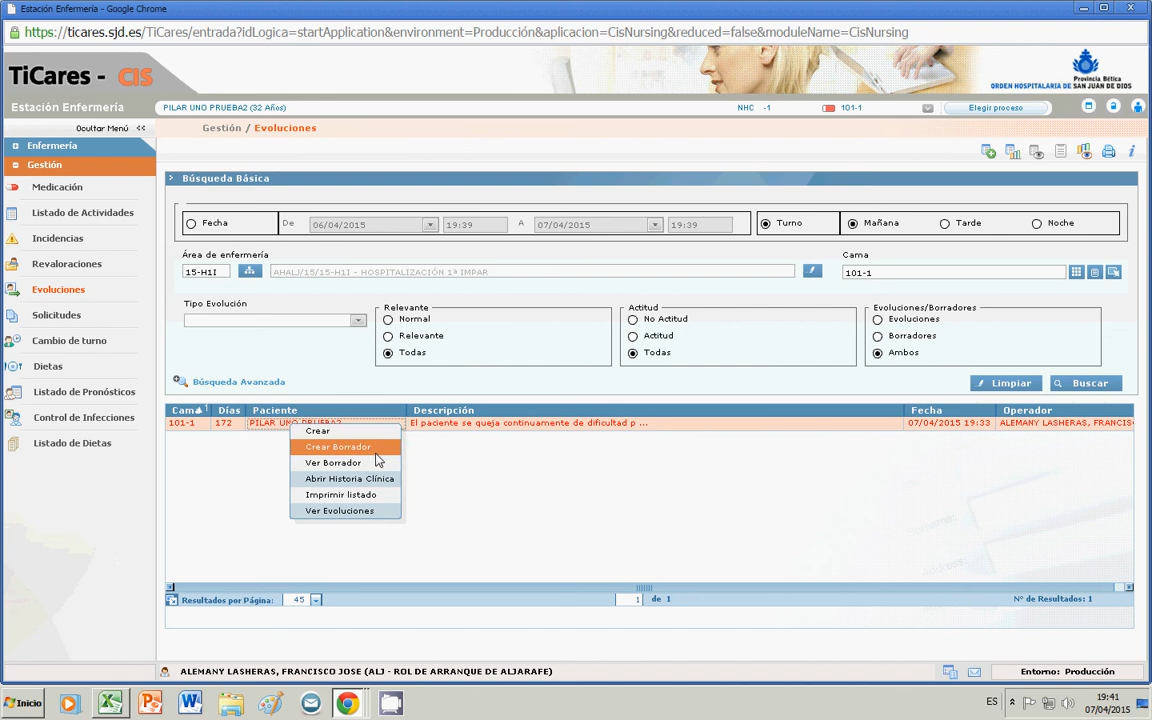 Estación Enfermería - Google Chrome
https://ticares.sjd.es/TiCares/entrada?idLogica=startApplication&environment=Producción&aplicacion=CisNursing&reduced=false&moduleName=CisNursing
TiCares - CIS
Provincia Bética
ORDEN HOSPITALARIA DE SAN JUAN DE DIOS
Estación Enfermería
PILAR UNO PRUEBA2 (32 Años)
NHC -1
101-1
Elegir proceso
Ocultar Menú <<
Gestión / Evoluciones
Enfermería
Gestión
Medicación
Listado de Actividades
Incidencias
Revaloraciones
Evoluciones
Solicitudes
Cambio de turno
Dietas
Listado de Pronósticos
Control de Infecciones
Listado de Dietas
Búsqueda Básica
Fecha
De
06/04/2015
19:39
A
07/04/2015
19:39
Turno
Mañana
Tarde
Noche
Área de enfermería
Cama
15-H1I
AHALJ/15/15-H1I - HOSPITALIZACIÓN 1ª IMPAR
101-1
Tipo Evolución
Relevante
Normal
Relevante
Todas
Actitud
No Actitud
Actitud
Todas
Evoluciones/Borradores
Evoluciones
Borradores
Ambos
Búsqueda Avanzada
Limpiar
Buscar
Cama 1 Días Paciente Descripción Fecha Operador
101-1 172 PILAR UNO PRUEBA2 El paciente se queja continuamente de dificultad p ... 07/04/2015 19:33 ALEMANY LASHERAS, FRANCISC
Crear
Crear Borrador
Ver Borrador
Abrir Historia Clínica
Imprimir listado
Ver Evoluciones
Resultados por Página: 45
1 de 1
Nº de Resultados: 1
ALEMANY LASHERAS, FRANCISCO JOSE (ALJ - ROL DE ARRANQUE DE ALJARAFE)
Entorno: Producción
Inicio
ES
19:41
07/04/2015